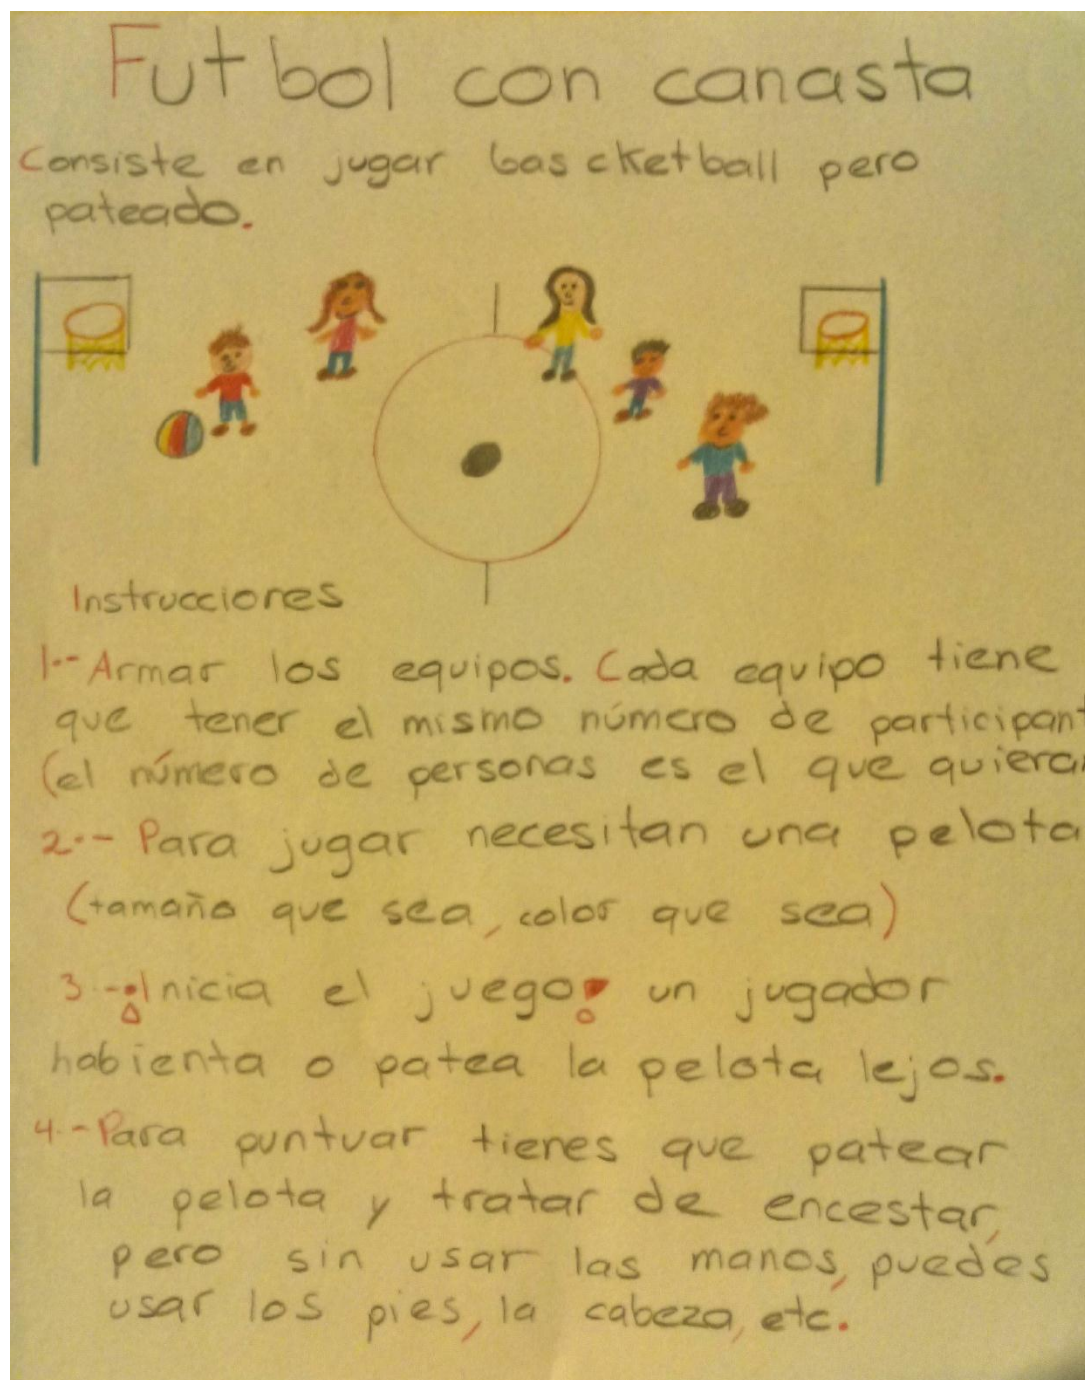 Futbol con canasta
Consiste en jugar bascketball pero
pateado.
Instrucciones
1.-Armar los equipos. Cada equipo tiene
que tener el mismo número de participant
(el número de personas es el que quieran
2.- Para jugar necesitan una pelota
(tamaño que sea, color que sea)
3.-¡Inicia el juego! un jugador
habienta o patea la pelota lejos.
4.-Para puntuar tienes que patear
la pelota y tratar de encestar,
pero sin usar las manos, puedes
usar los pies, la cabeza, etc.